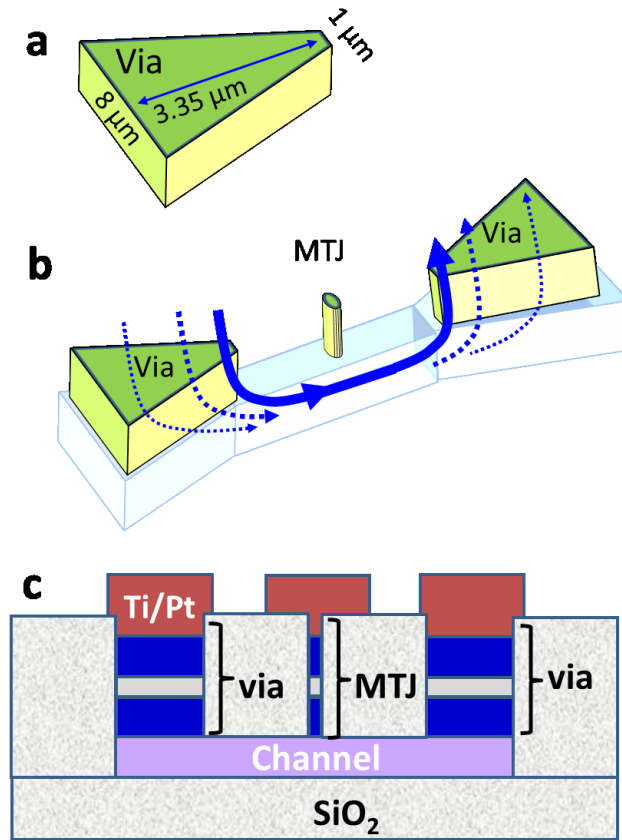 a
Via
1 µm
3.35 µm
8 µm
b
MTJ
Via
Via
c
Ti/Pt
via
MTJ
via
Channel
SiO₂